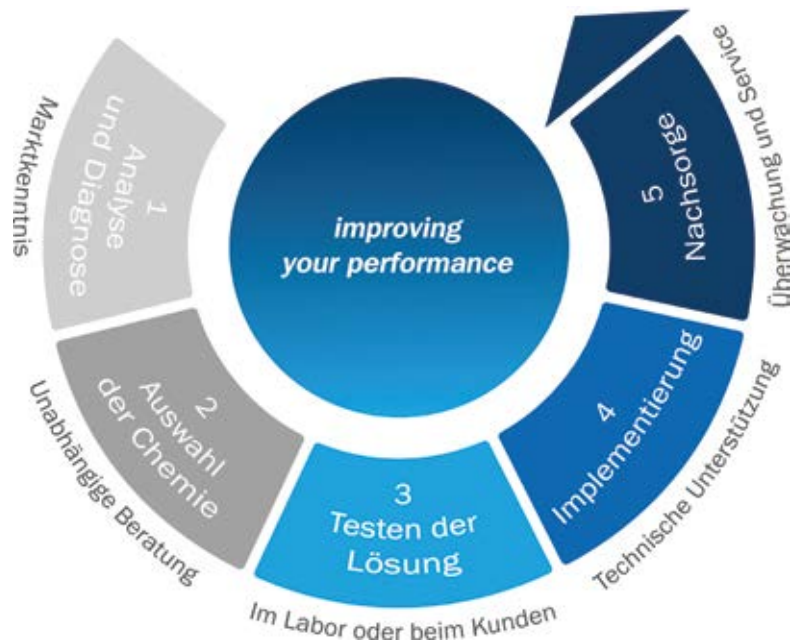 improving
your performance
1
Analyse
und Diagnose
Marktkenntnis
2
Auswahl
der Chemie
Unabhängige Beratung
3
Testen der
Lösung
Im Labor oder beim Kunden
4
Implementierung
Technische Unterstützung
5
Nachsorge
Überwachung und Service